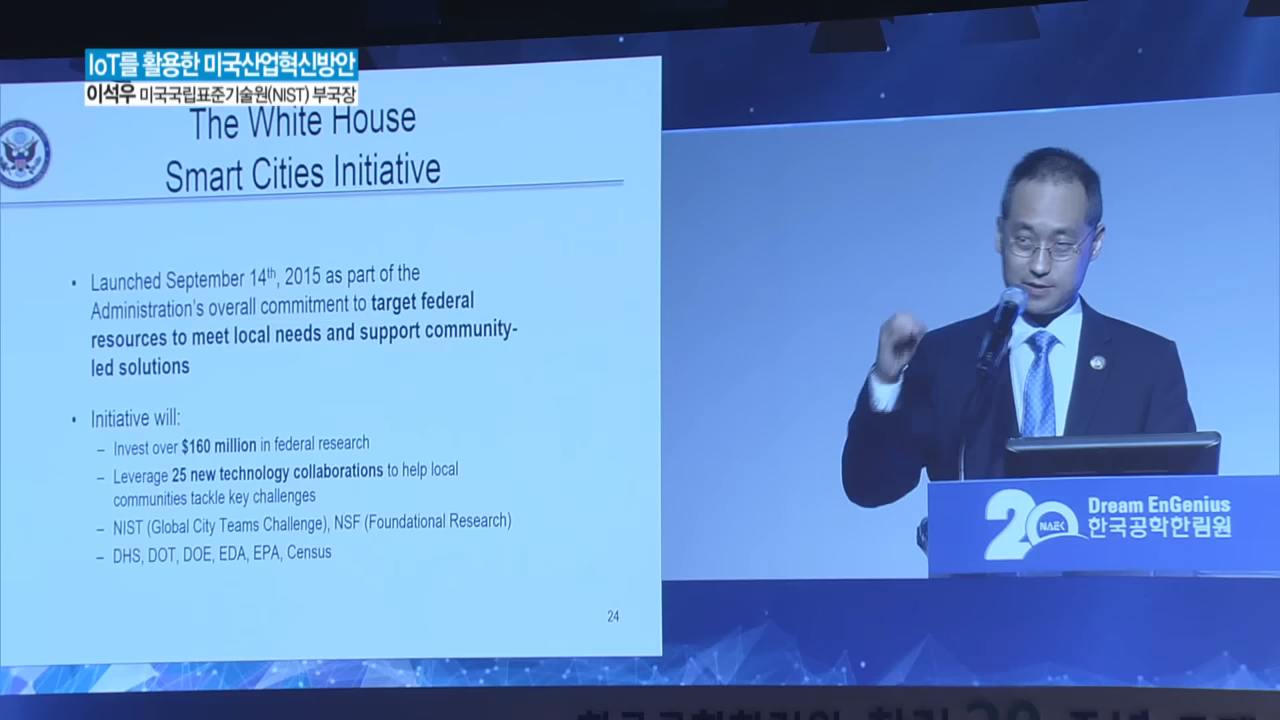 IoT를 활용한 미국산업혁신방안
이석우 미국국립표준기술원(NIST) 부국장
The White House
Smart Cities Initiative
• Launched September 14th, 2015 as part of the
Administration's overall commitment to target federal
resources to meet local needs and support community-
led solutions
• Initiative will:
– Invest over $160 million in federal research
– Leverage 25 new technology collaborations to help local
communities tackle key challenges
– NIST (Global City Teams Challenge), NSF (Foundational Research)
– DHS, DOT, DOE, EDA, EPA, Census
24
20
NAEK
Dream EnGenius
한국공학한림원